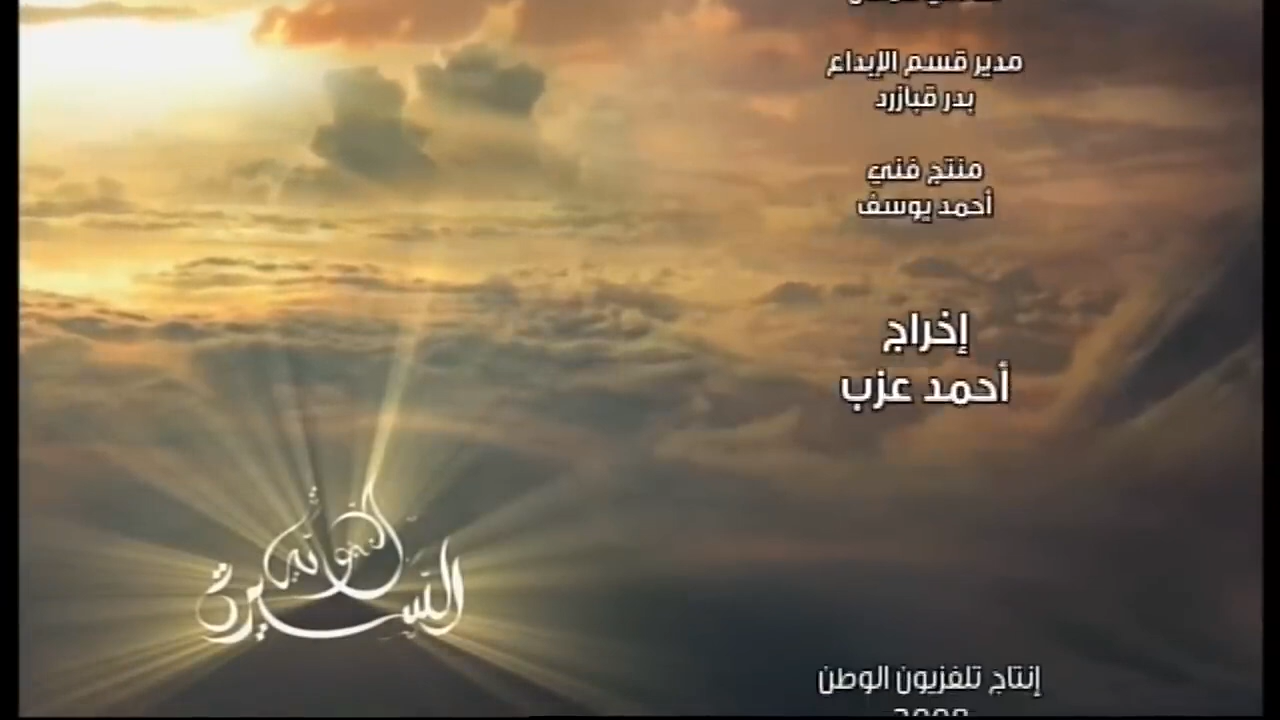 مدير قسم الإبداع
بدر قبازرد
منتج فني
أحمد يوسف
إخراج
أحمد عزب
السيرة
النبوية
إنتاج تلفزيون الوطن